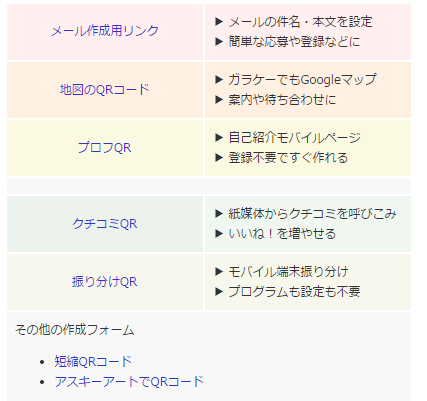 メール作成用リンク
▶ メールの件名・本文を設定
▶ 簡単な応募や登録などに
地図のQRコード
▶ ガラケーでもGoogleマップ
▶ 案内や待ち合わせに
プロフQR
▶ 自己紹介モバイルページ
▶ 登録不要ですぐ作れる
クチコミQR
▶ 紙媒体からクチコミを呼びこみ
▶ いいね！を増やせる
振り分けQR
▶ モバイル端末振り分け
▶ プログラムも設定も不要
その他の作成フォーム
• 短縮QRコード
• アスキーアートでQRコード